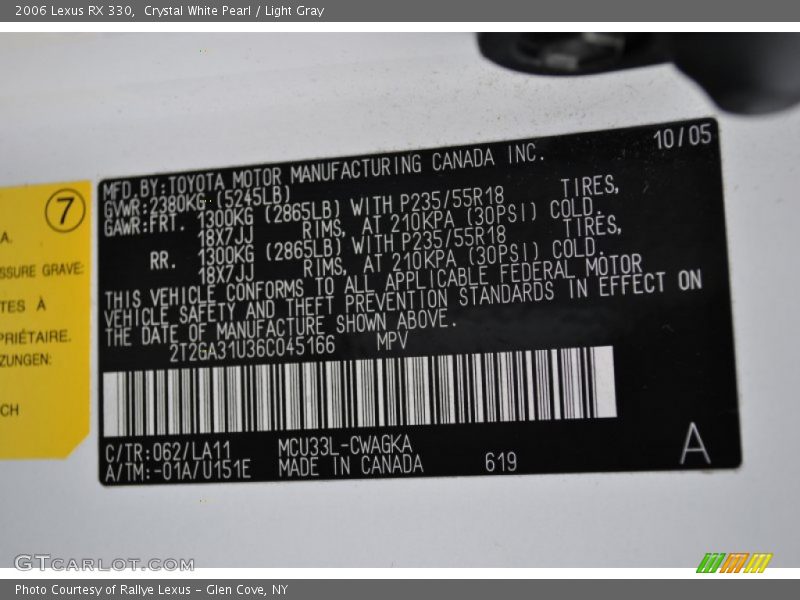 2006 Lexus RX 330, Crystal White Pearl / Light Gray
7
A.
SSURE GRAVE:
TES À
PRIÉTAIRE.
ZUNGEN:
CH
10/05
MFD. BY: TOYOTA MOTOR MANUFACTURING CANADA INC.
GVWR: 2380KG (5245LB)
GAWR: FRT. 1300KG (2865LB) WITH P235/55R18 TIRES,
18X7JJ RIMS, AT 210KPA (30PSI) COLD.
RR. 1300KG (2865LB) WITH P235/55R18 TIRES,
18X7JJ RIMS, AT 210KPA (30PSI) COLD.
THIS VEHICLE CONFORMS TO ALL APPLICABLE FEDERAL MOTOR
VEHICLE SAFETY AND THEFT PREVENTION STANDARDS IN EFFECT ON
THE DATE OF MANUFACTURE SHOWN ABOVE.
2T2GA31U36C045166 MPV
C/TR: 062/LA11 MCU33L-CWAGKA
A/TM: -01A/U151E MADE IN CANADA 619
A
GTCARLOT.COM
Photo Courtesy of Rallye Lexus - Glen Cove, NY